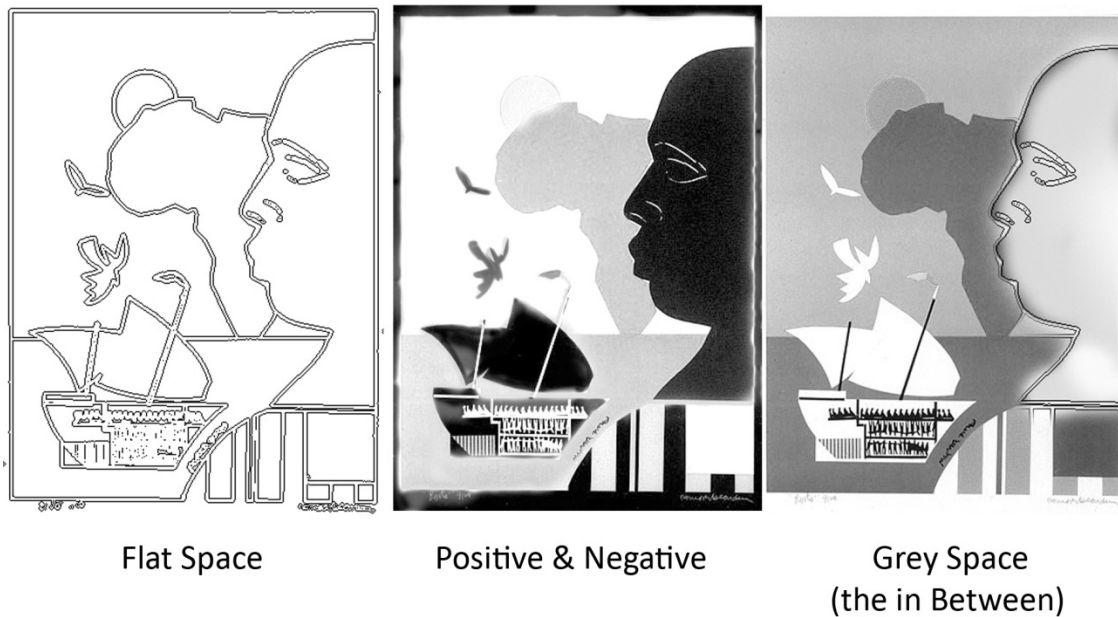 Flat Space
Positive & Negative
Grey Space
(the in Between)